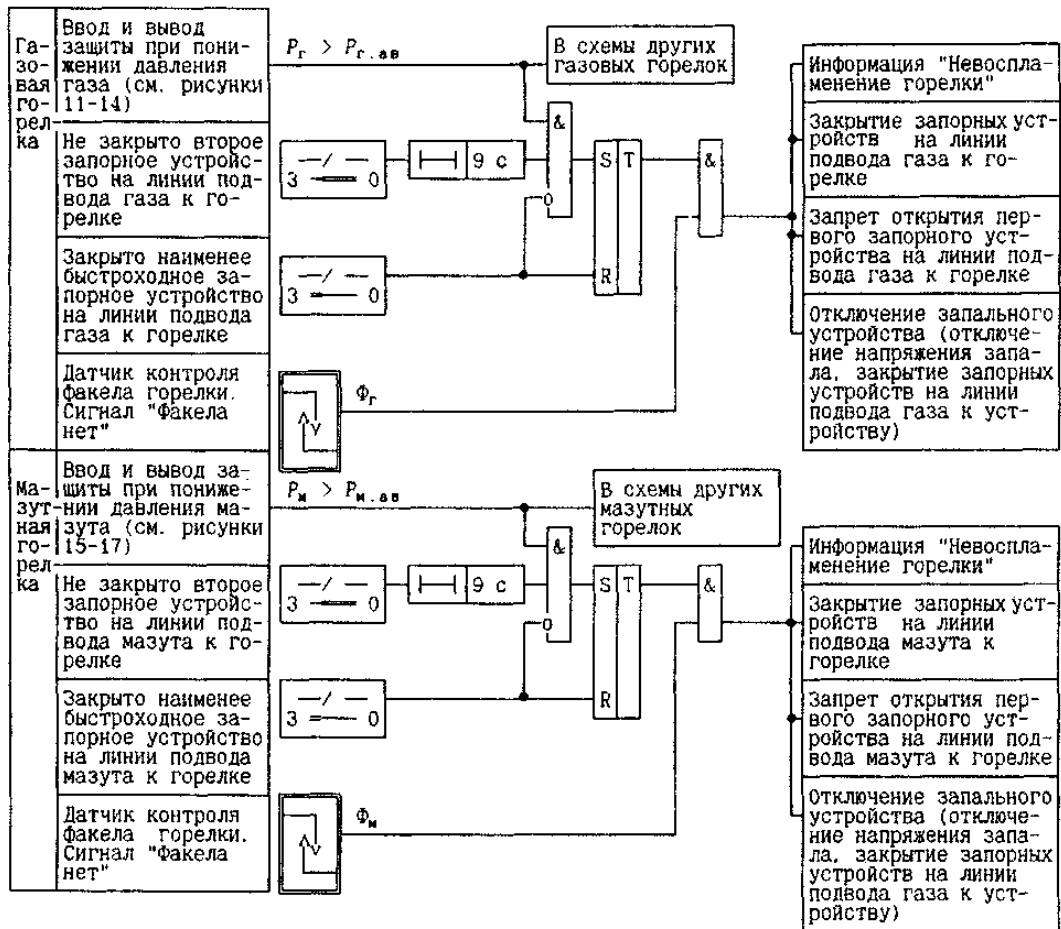 Га-
зо-
вая
го-
рел-
ка
Ввод и вывод
защиты при пони-
жении давления
газа (см. рисунки
11-14)
Не закрыто второе
запорное устройс-
тво на линии под-
вода газа к го-
релке
Закрыто наименее
быстроходное за-
порное устройство
на линии подвода
газа к горелке
Датчик контроля
факела горелки.
Сигнал "Факела
нет"
Pг > Pг.ав
В схемы других
газовых горелок
&
З О
9 с
S T
&
З О
R
Фг
Информация "Невоспла-
менение горелки"
Закрытие запорных уст-
ройств на линии
подвода газа к го-
релке
Запрет открытия пер-
вого запорного уст-
ройства на линии под-
вода газа к горелке
Отключение запального
устройства (отключе-
ние напряжения запа-
ла, закрытие запорных
устройств на линии
подвода газа к уст-
ройству)
Ма-
зут-
ная
го-
рел-
ка
Ввод и вывод за-
щиты при пониже-
нии давления ма-
зута (см. рисунки
15-17)
Не закрыто второе
запорное устройс-
тво на линии под-
вода мазута к го-
релке
Закрыто наименее
быстроходное за-
порное устройство
на линии подвода
мазута к горелке
Датчик контроля
факела горелки.
Сигнал "Факела
нет"
Pм > Pм.ав
В схемы других
мазутных
горелок
&
З О
9 с
S T
&
З О
R
Фм
Информация "Невоспла-
менение горелки"
Закрытие запорных уст-
ройств на линии
подвода мазута к
горелке
Запрет открытия пер-
вого запорного уст-
ройства на линии под-
вода мазута к горелке
Отключение запального
устройства (отключе-
ние напряжения запа-
ла, закрытие запорных
устройств на линии
подвода газа к уст-
ройству)